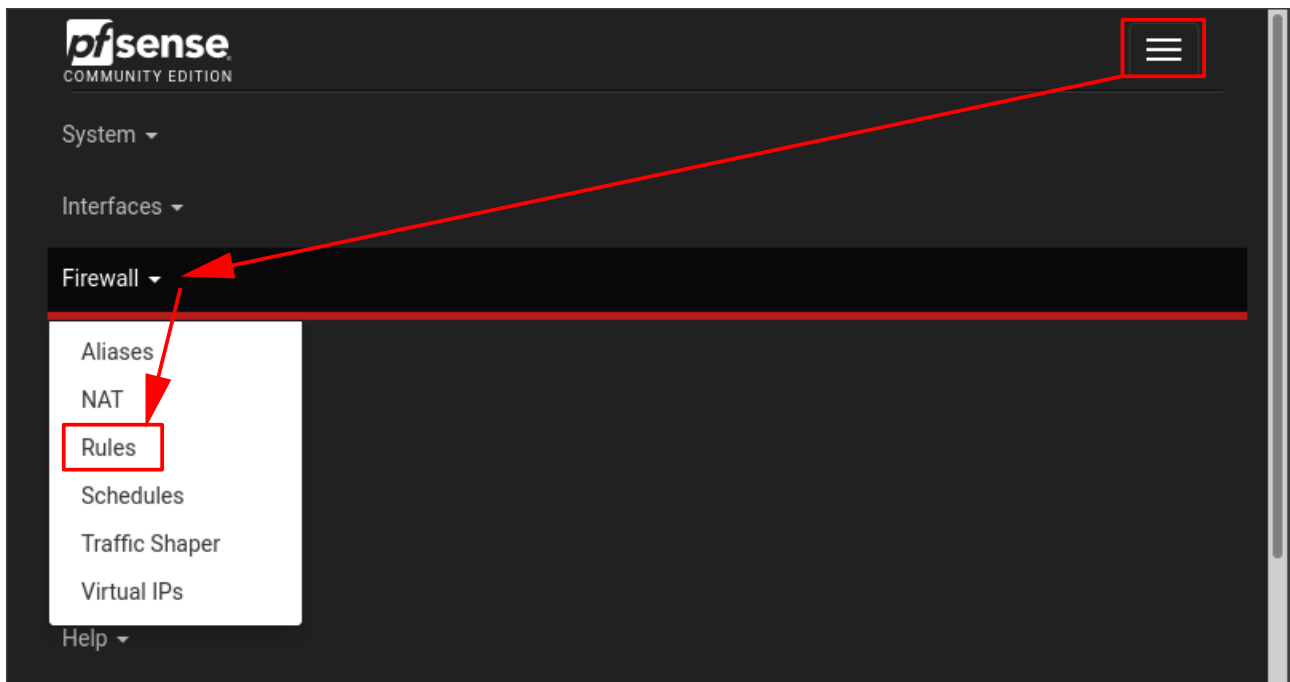 pfsense
COMMUNITY EDITION
System
Interfaces
Firewall
Aliases
NAT
Rules
Schedules
Traffic Shaper
Virtual IPs
Help